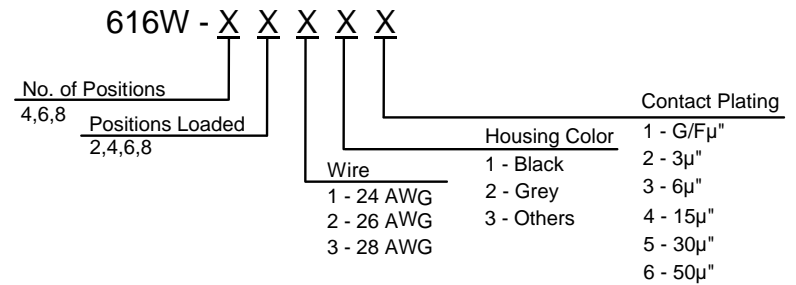 616W - X X X X X
No. of Positions
4,6,8
Positions Loaded
2,4,6,8
Wire
1 - 24 AWG
2 - 26 AWG
3 - 28 AWG
Housing Color
1 - Black
2 - Grey
3 - Others
Contact Plating
1 - G/Fµ"
2 - 3µ"
3 - 6µ"
4 - 15µ"
5 - 30µ"
6 - 50µ"